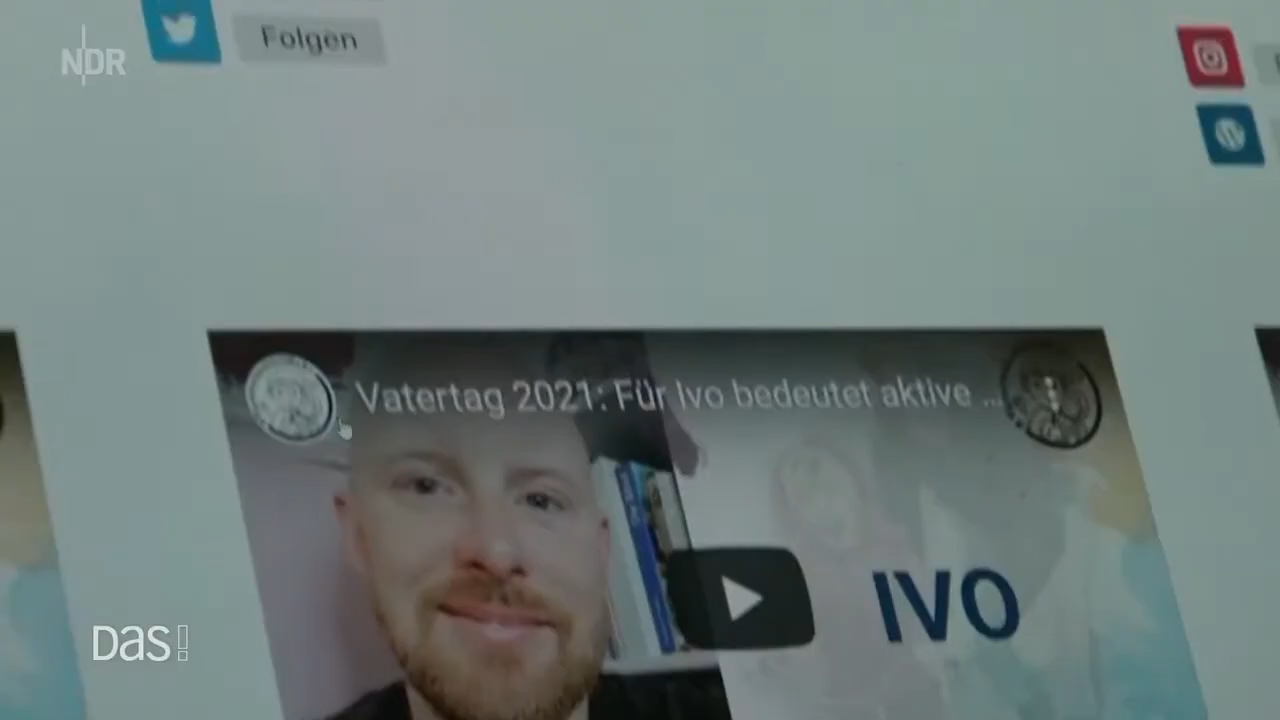 NDR
Folgen
Vatertag 2021: Für Ivo bedeutet aktive ...
IVO
DAS!